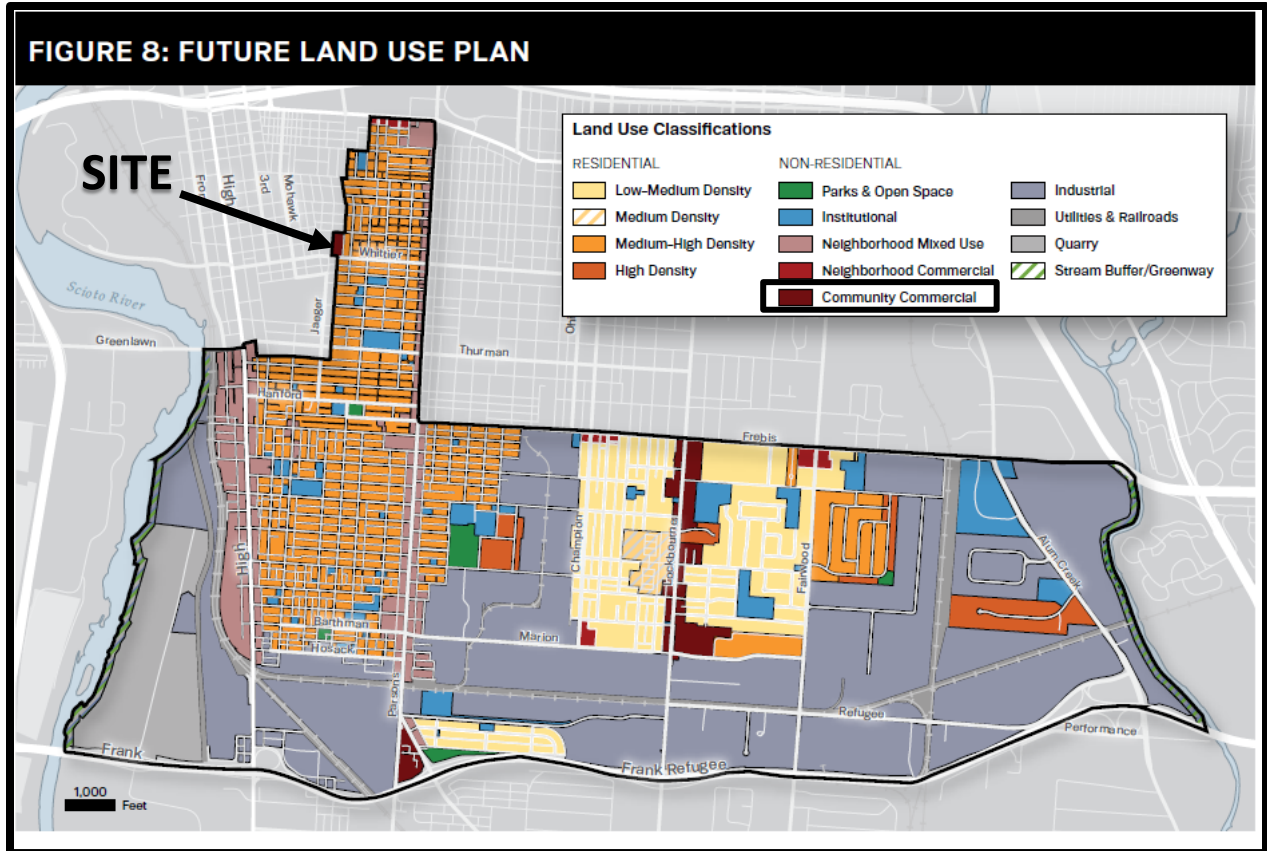 FIGURE 8: FUTURE LAND USE PLAN
SITE
Land Use Classifications
RESIDENTIAL
Low-Medium Density
Medium Density
Medium-High Density
High Density
NON-RESIDENTIAL
Parks & Open Space
Institutional
Neighborhood Mixed Use
Neighborhood Commercial
Community Commercial
Industrial
Utilities & Railroads
Quarry
Stream Buffer/Greenway
High
3rd
Mohawk
Whittier
Scioto River
Jaeger
Greenlawn
Thurman
Hanford
Frebis
High
Champion
Lockbourne
Fairwood
Alum Creek
Barthman
Hosack
Marion
Parsons
Refugee
Performance
Frank
Frank Refugee
1,000
Feet